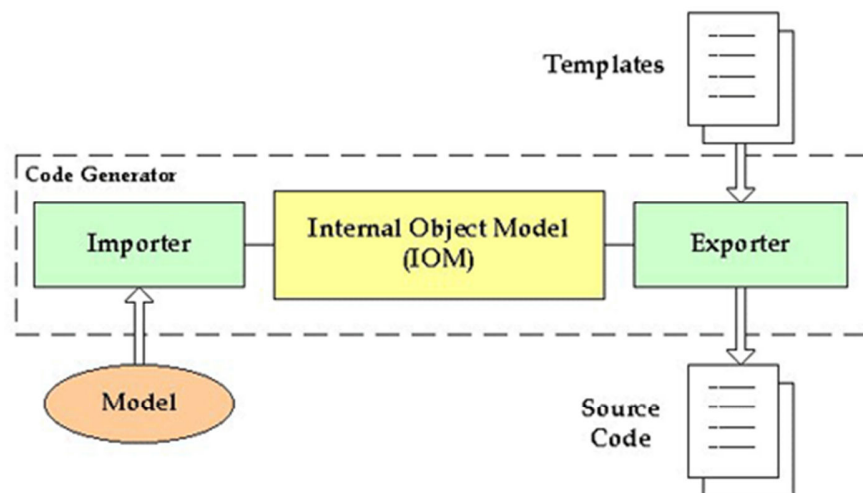 Templates
Code Generator
Importer
Internal Object Model
(IOM)
Exporter
Model
Source
Code